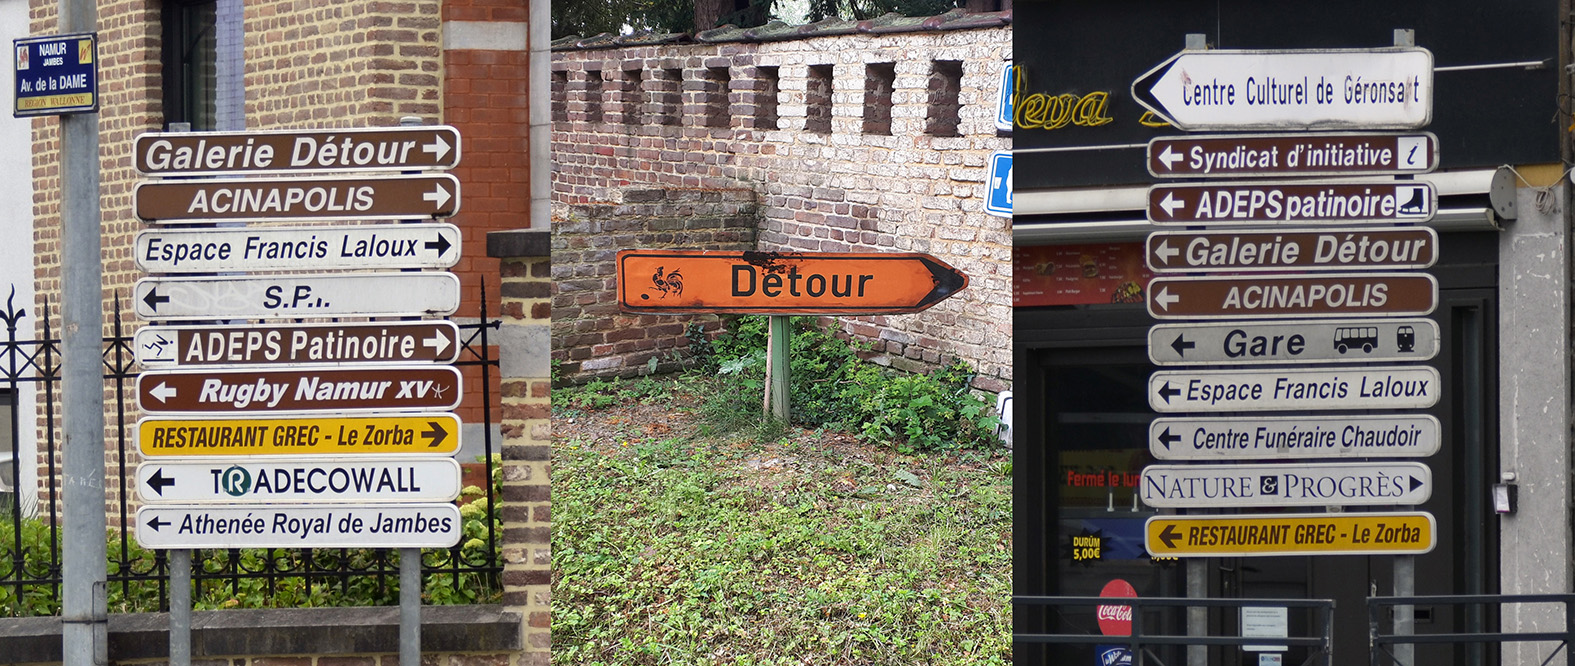 NAMUR
JAMBES
Av. de la DAME
RÉGION WALLONNE
Galerie Détour
ACINAPOLIS
Espace Francis Laloux
S.P.
ADEPS Patinoire
Rugby Namur XV
RESTAURANT GREC - Le Zorba
TRADECOWALL
Athenée Royal de Jambes
Détour
Centre Culturel de Géronsart
Syndicat d'initiative i
ADEPS patinoire
Galerie Détour
ACINAPOLIS
Gare
Espace Francis Laloux
Centre Funéraire Chaudoir
NATURE & PROGRÈS
RESTAURANT GREC - Le Zorba
Fermé le lun
DURÜM
5,00€
Coca-Cola